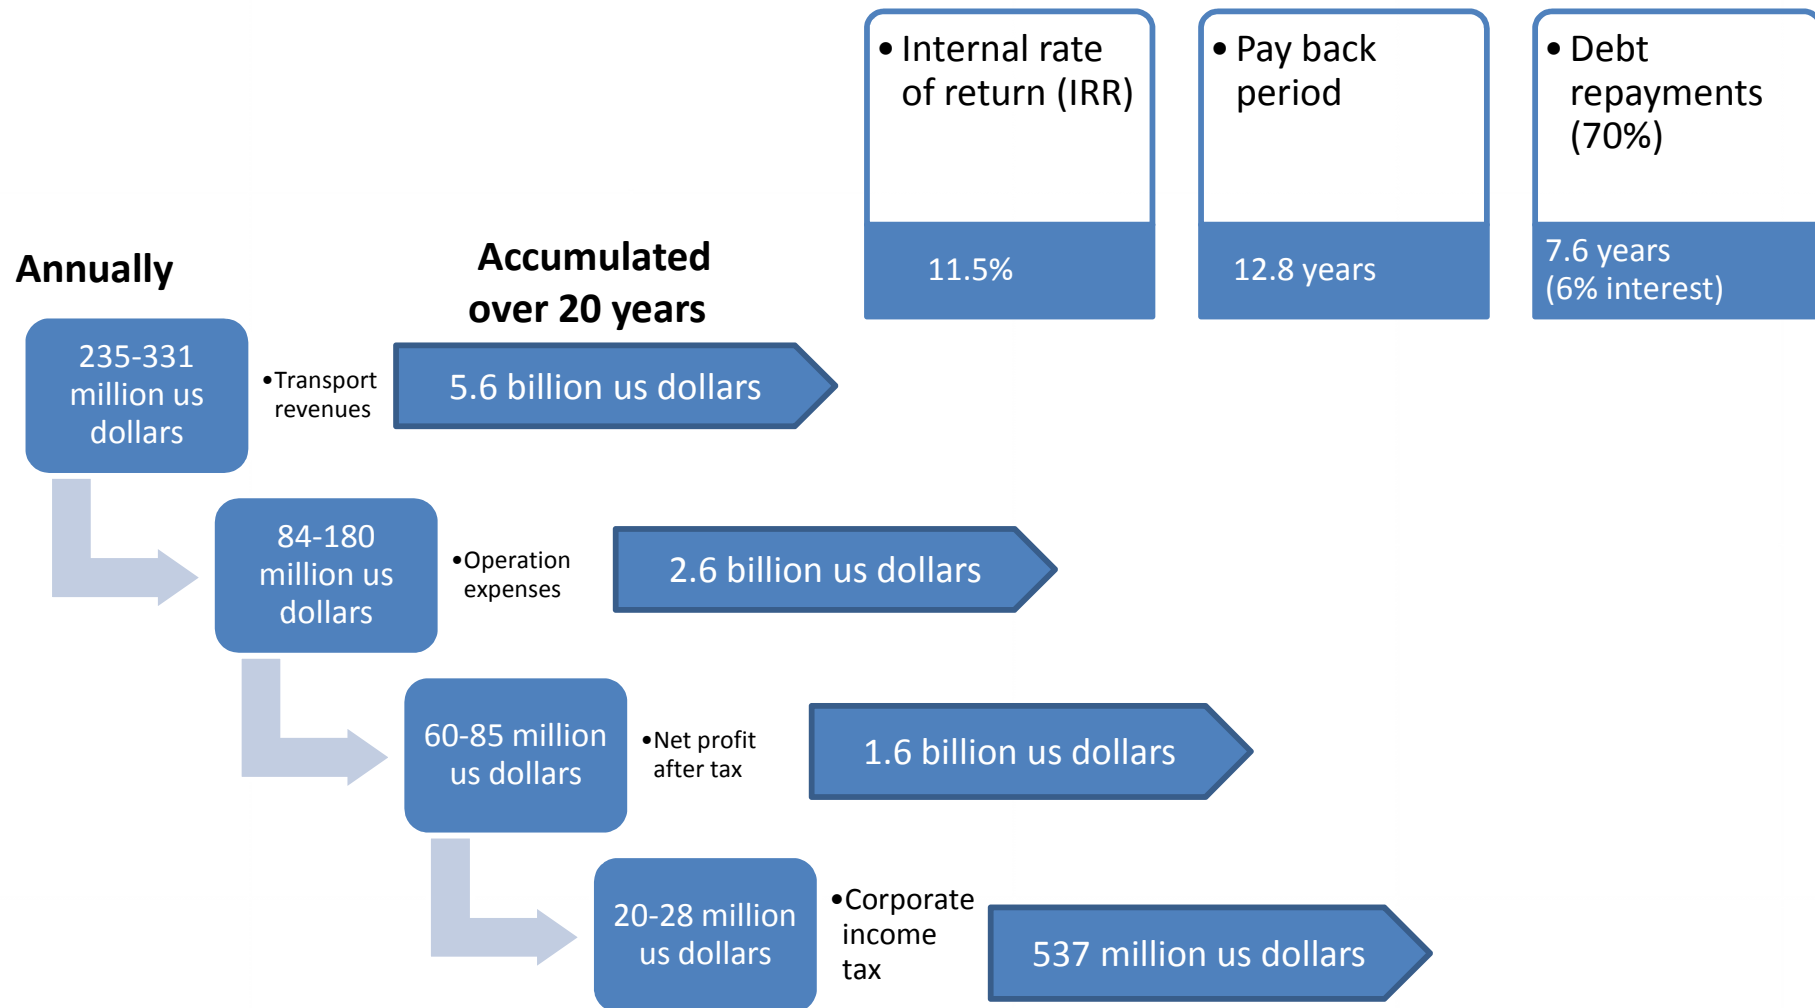 • Internal rate
of return (IRR)
11.5%
• Pay back
period
12.8 years
• Debt
repayments
(70%)
7.6 years
(6% interest)
Annually
Accumulated
over 20 years
235-331
million us
dollars
•Transport
revenues
5.6 billion us dollars
84-180
million us
dollars
•Operation
expenses
2.6 billion us dollars
60-85 million
us dollars
•Net profit
after tax
1.6 billion us dollars
20-28 million
us dollars
•Corporate
income
tax
537 million us dollars